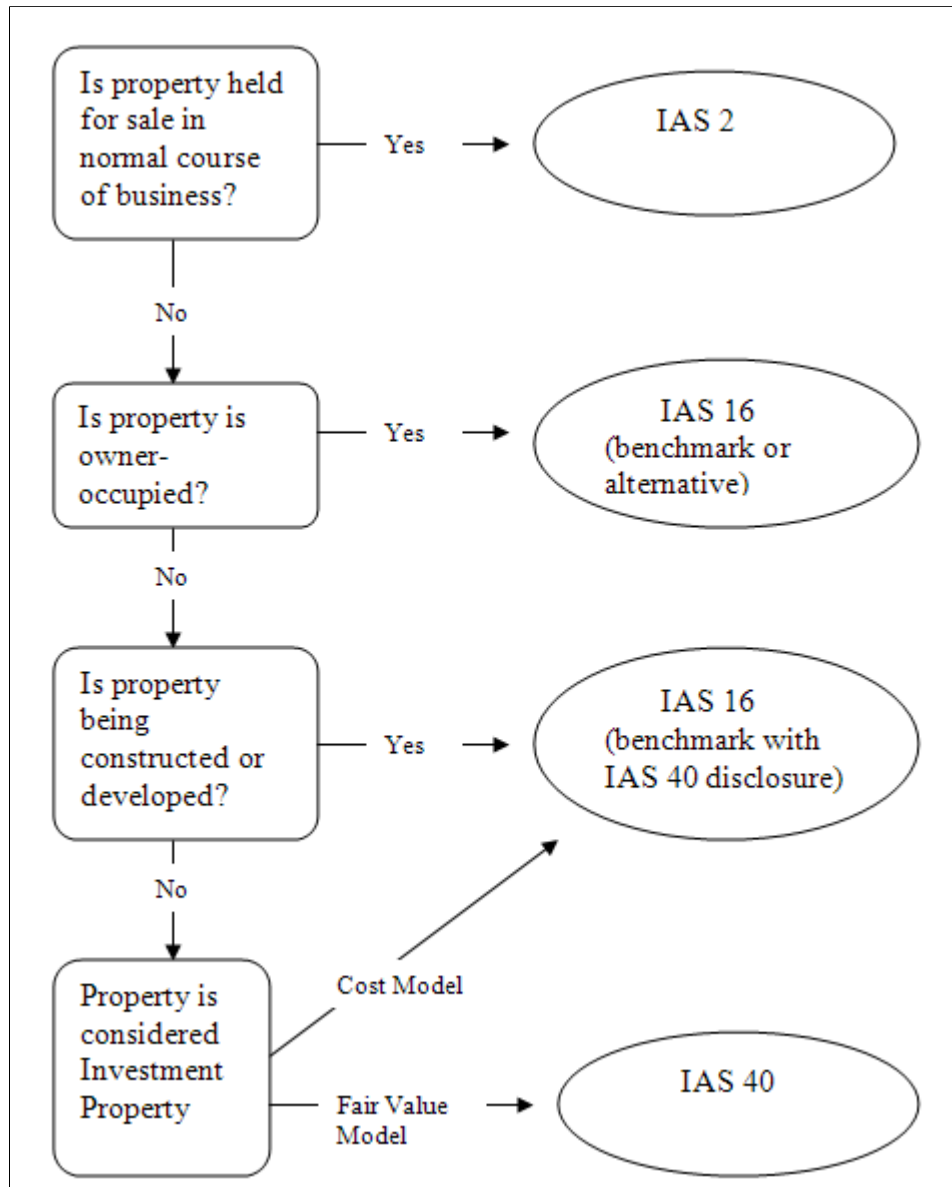 Is property held
for sale in
normal course
of business?
Yes
IAS 2
No
Is property is
owner-
occupied?
Yes
IAS 16
(benchmark or
alternative)
No
Is property
being
constructed or
developed?
Yes
IAS 16
(benchmark with
IAS 40 disclosure)
No
Property is
considered
Investment
Property
Cost Model
Fair Value
Model
IAS 40